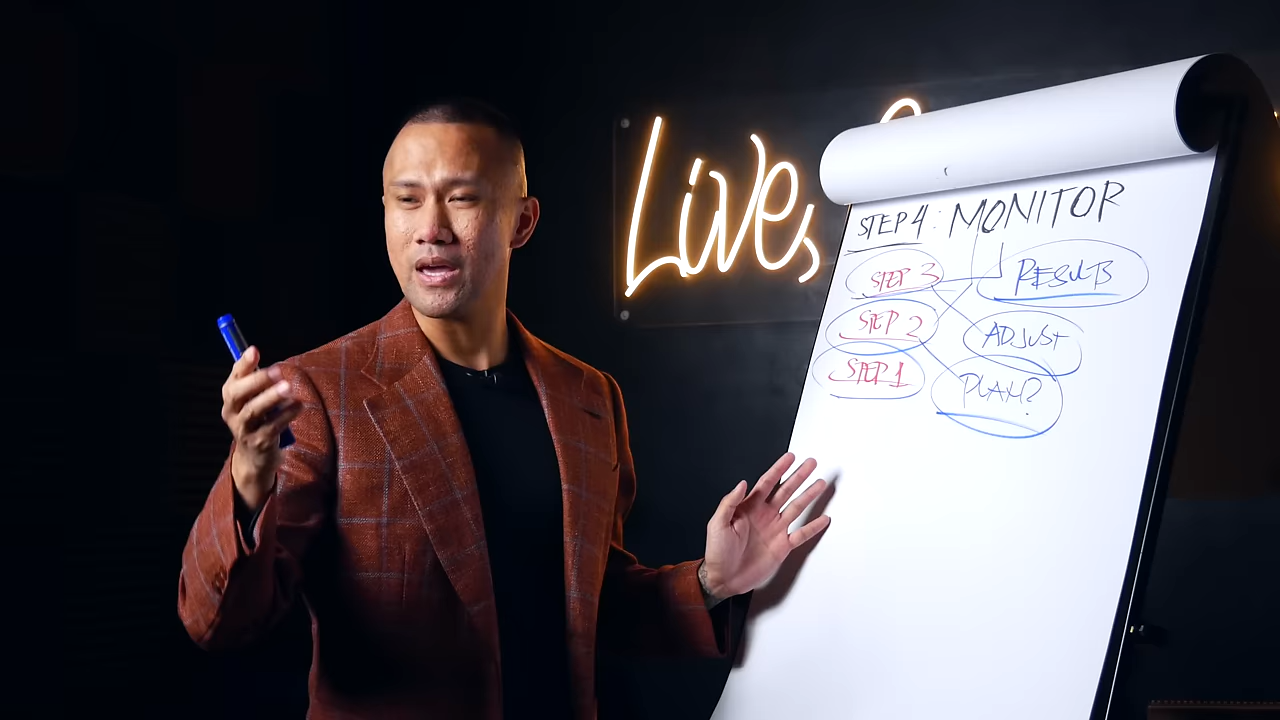 Live,
STEP 4: MONITOR
STEP 3 RESULTS
STEP 2 ADJUST
STEP 1 PLAN?